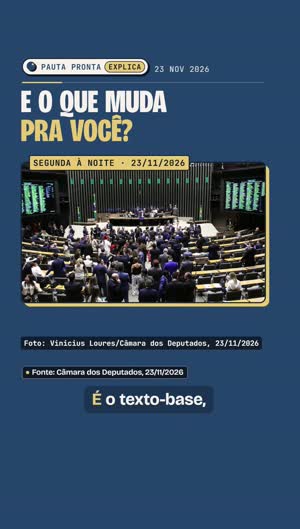 PAUTA PRONTA EXPLICA 23 NOV 2026
E O QUE MUDA
PRA VOCÊ?
SEGUNDA À NOITE · 23/11/2026
Foto: Vinicius Loures/Câmara dos Deputados, 23/11/2026
Fonte: Câmara dos Deputados, 23/11/2026
É o texto-base,